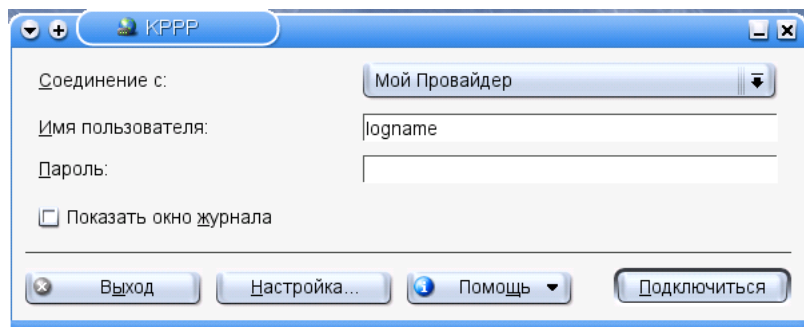 KPPP
Соединение с: Мой Провайдер
Имя пользователя: logname
Пароль:
Показать окно журнала
Выход Настройка... Помощь Подключиться